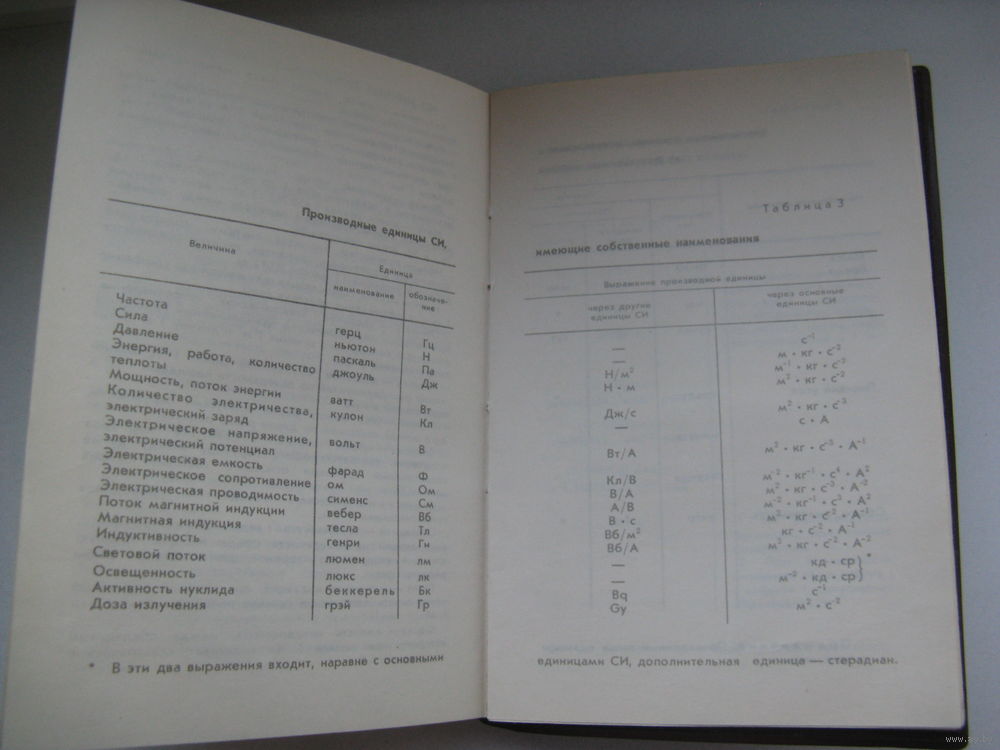 Производные единицы СИ,
Величина
Единица
наименование
обозначе-
ние
Частота герц Гц
Сила ньютон Н
Давление паскаль Па
Энергия, работа, количество джоуль Дж
теплоты
Мощность, поток энергии ватт Вт
Количество электричества, кулон Кл
электрический заряд
Электрическое напряжение, вольт В
электрический потенциал
Электрическая емкость фарад Ф
Электрическое сопротивление ом Ом
Электрическая проводимость сименс См
Поток магнитной индукции вебер Вб
Магнитная индукция тесла Тл
Индуктивность генри Гн
Световой поток люмен лм
Освещенность люкс лк
Активность нуклида беккерель Бк
Доза излучения грэй Гр
* В эти два выражения входит, наравне с основными
Таблица 3
имеющие собственные наименования
Выражение производной единицы
через другие
единицы СИ
через основные
единицы СИ
— с⁻¹
— м · кг · с⁻²
Н/м² м⁻¹ · кг · с⁻²
Н · м м² · кг · с⁻²
Дж/с м² · кг · с⁻³
— с · А
Вт/А м² · кг · с⁻³ · А⁻¹
Кл/В м⁻² · кг⁻¹ · с⁴ · А²
В/А м² · кг · с⁻³ · А⁻²
А/В м⁻² · кг⁻¹ · с³ · А²
В · с м² · кг · с⁻² · А⁻¹
Вб/м² кг · с⁻² · А⁻¹
Вб/А м² · кг · с⁻² · А⁻²
— кд · ср } *
— м⁻² · кд · ср
Bq с⁻¹
Gy м² · с⁻²
единицами СИ, дополнительная единица — стерадиан.